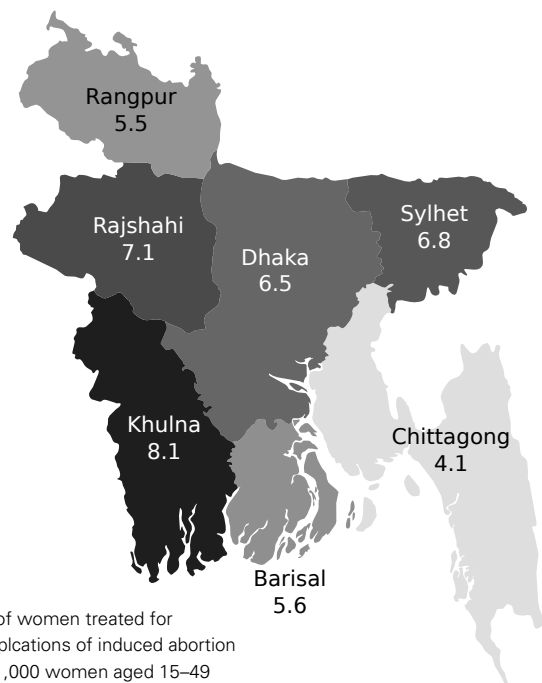 Rangpur
5.5
Rajshahi
7.1
Dhaka
6.5
Sylhet
6.8
Khulna
8.1
Chittagong
4.1
Barisal
5.6
of women treated for
of induced abortion
,000 women aged 15–49